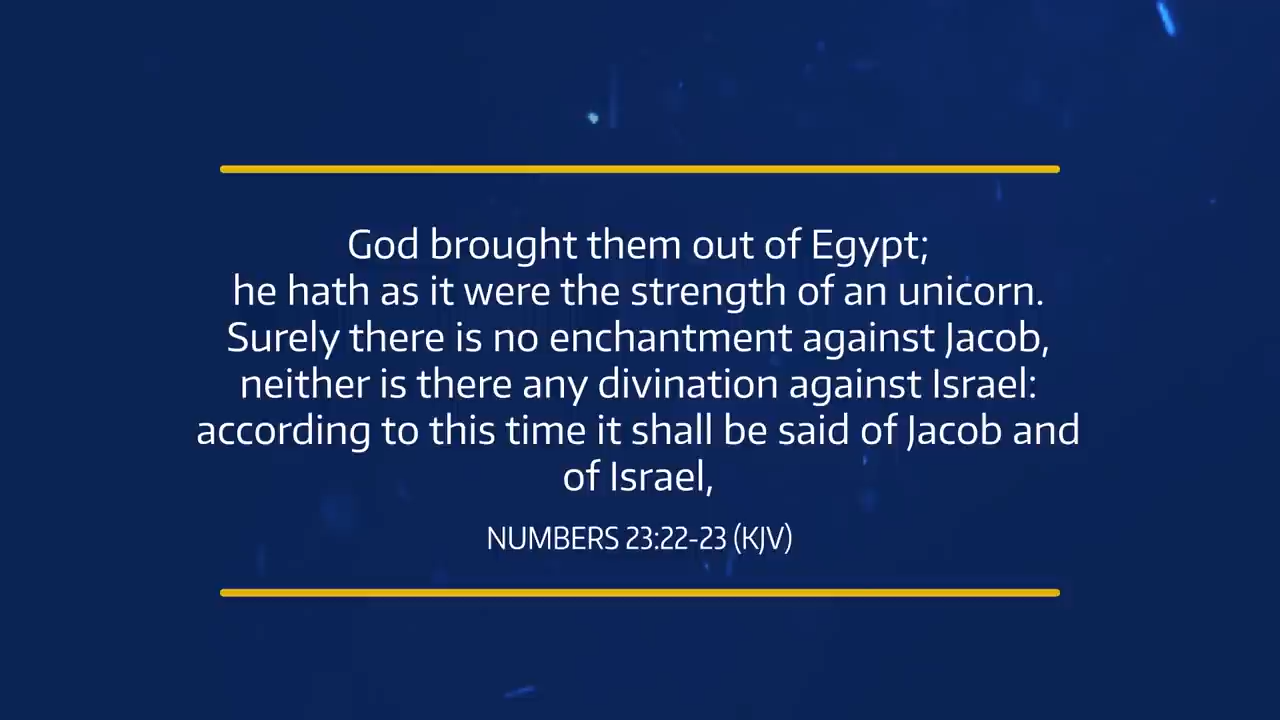 God brought them out of Egypt;
he hath as it were the strength of an unicorn.
Surely there is no enchantment against Jacob,
neither is there any divination against Israel:
according to this time it shall be said of Jacob and
of Israel,
NUMBERS 23:22-23 (KJV)